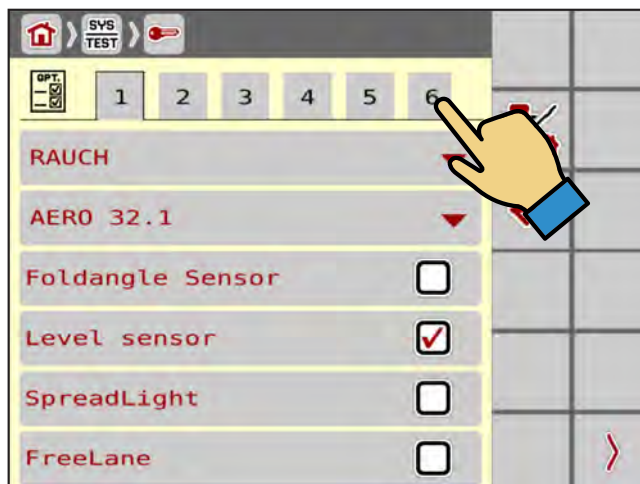 SYS
TEST
OPT.
1 2 3 4 5 6
RAUCH
AERO 32.1
Foldangle Sensor
Level sensor
SpreadLight
FreeLane